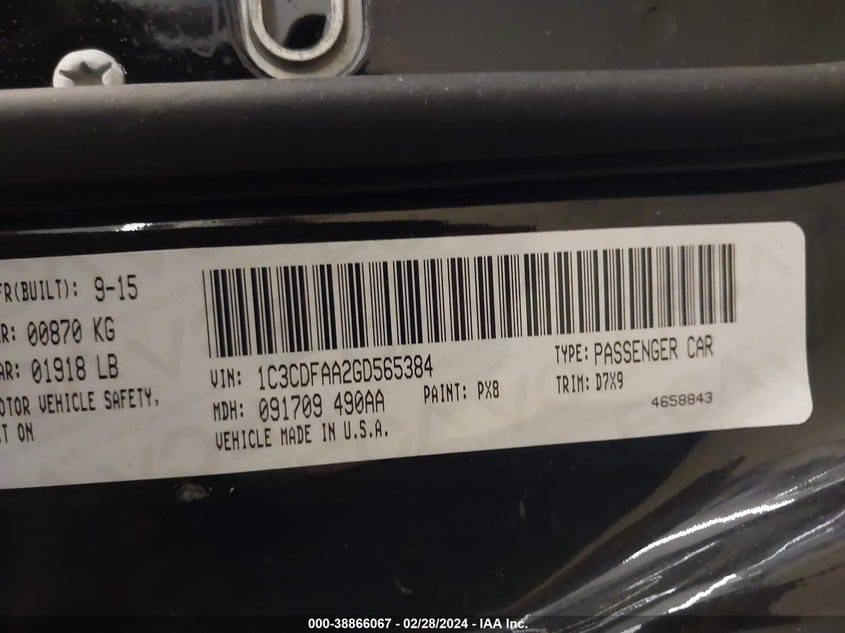 FR(BUILT): 9-15
R: 00870 KG
AR: 01918 LB
OTOR VEHICLE SAFETY,
CT ON
VIN: 1C3CDFAA2GD565384
TYPE: PASSENGER CAR
MDH: 091709 490AA
PAINT: PX8
TRIM: D7X9
VEHICLE MADE IN U.S.A.
4658843
000-38866067 - 02/28/2024 - IAA Inc.